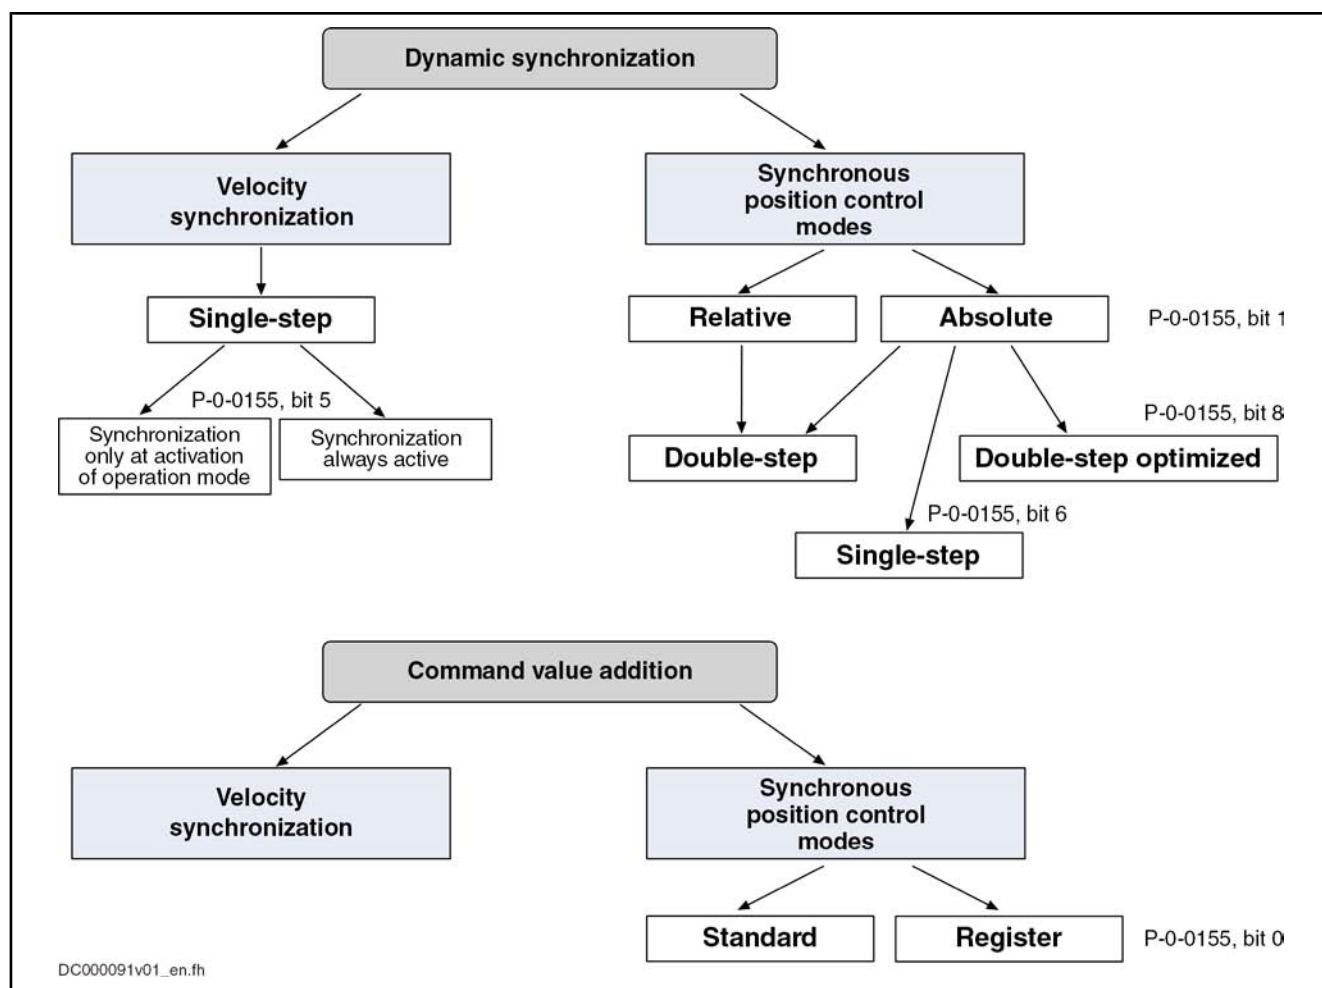 Dynamic synchronization
Velocity
synchronization
Synchronous
position control
modes
Single-step
Relative
Absolute
P-0-0155, bit 1
P-0-0155, bit 5
P-0-0155, bit 8
Synchronization
only at activation
of operation mode
Synchronization
always active
Double-step
Double-step optimized
P-0-0155, bit 6
Single-step
Command value addition
Velocity
synchronization
Synchronous
position control
modes
Standard
Register
P-0-0155, bit 0
DC000091v01_en.fh